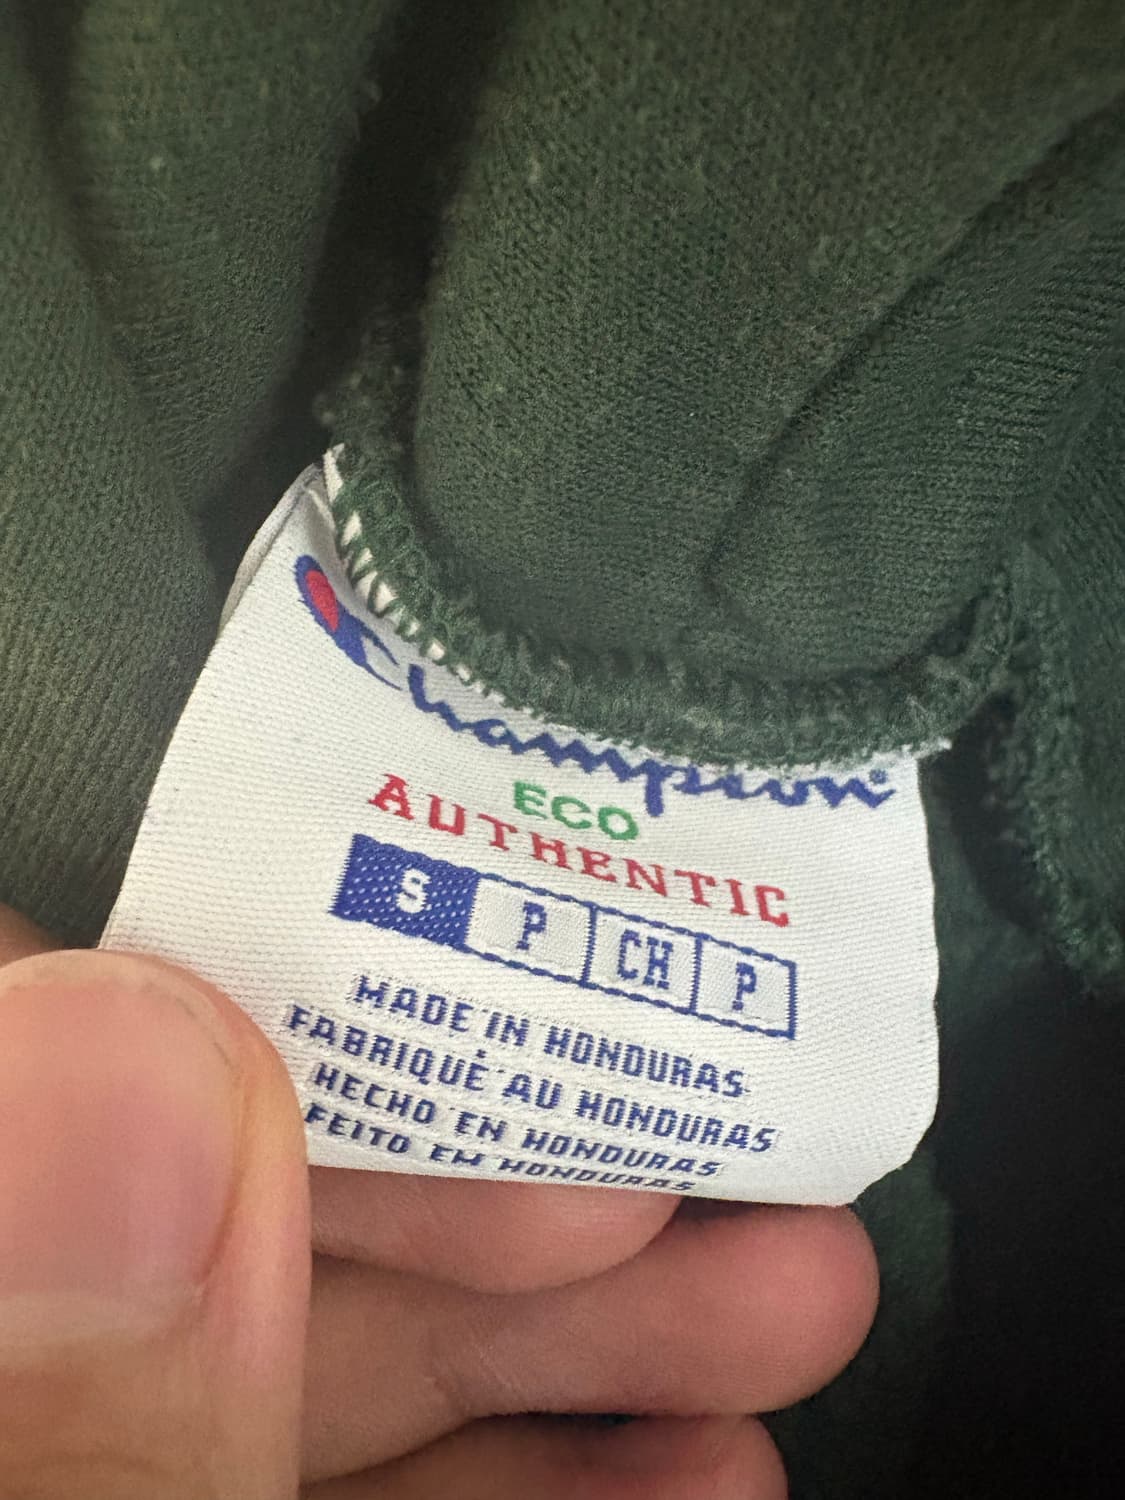 Champion®
ECO
AUTHENTIC
S P CH P
MADE IN HONDURAS
FABRIQUÉ AU HONDURAS
HECHO EN HONDURAS
FEITO EM HONDURAS